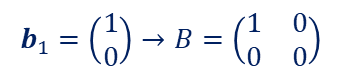 𝒃₁ = (1 0) → B = (1 0 0 0)